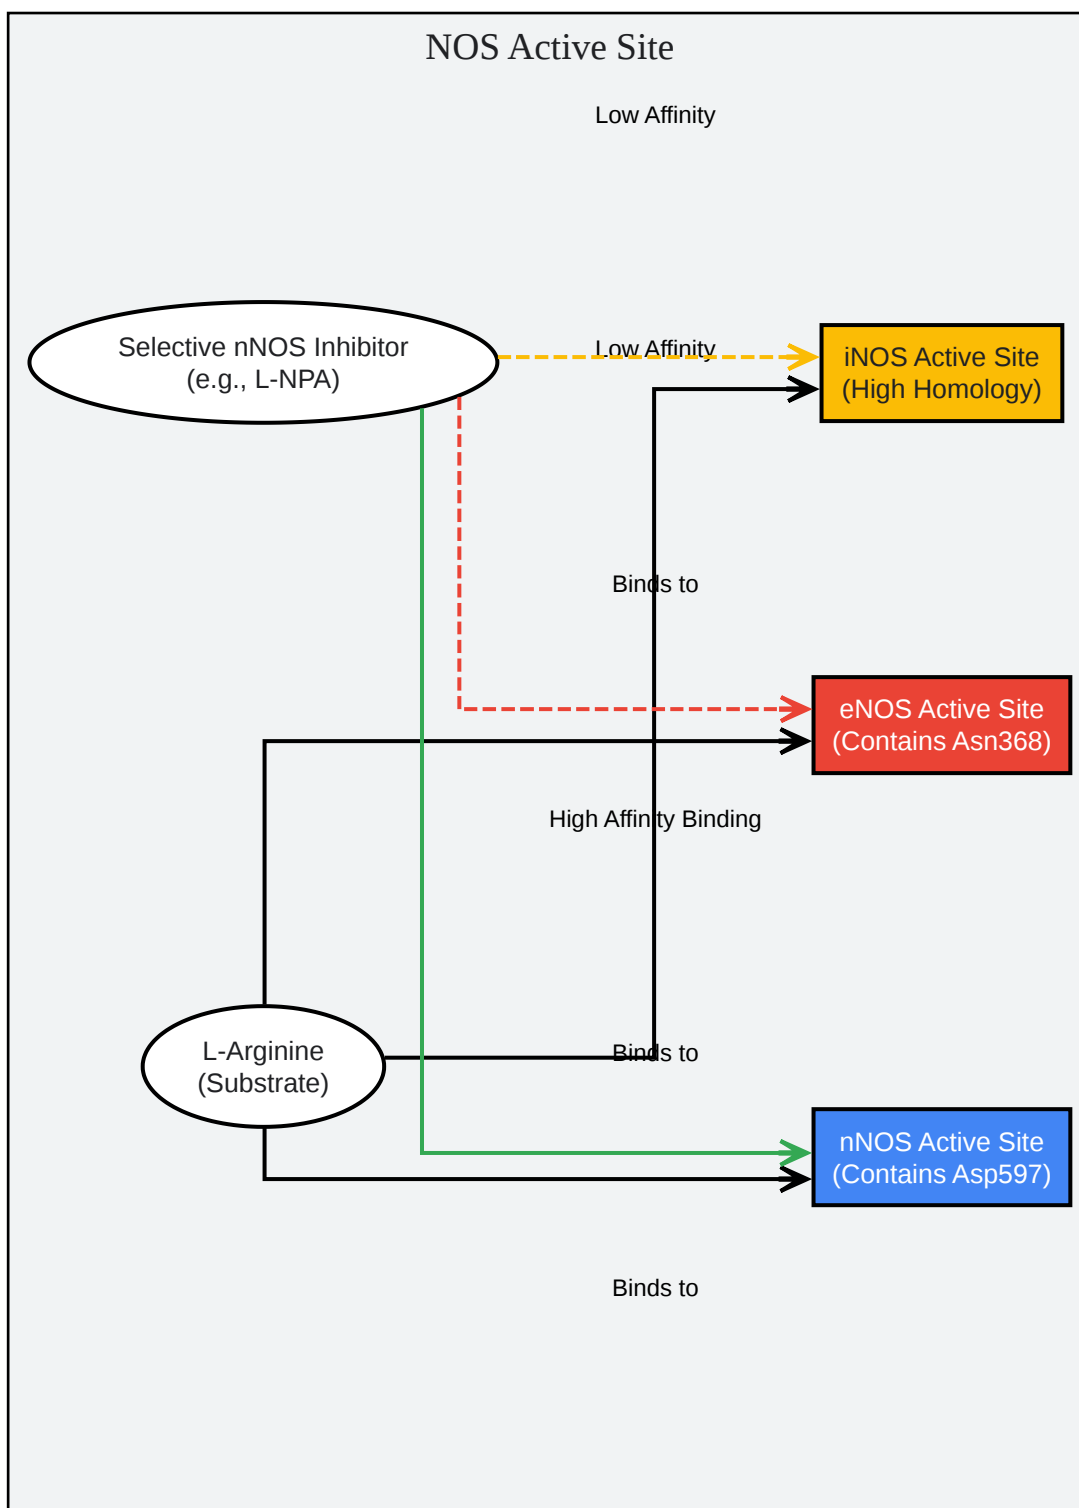 NOS Active Site
Low Affinity
Selective nNOS Inhibitor
(e.g., L-NPA)
Low Affinity
iNOS Active Site
(High Homology)
Binds to
eNOS Active Site
(Contains Asn368)
High Affinity Binding
L-Arginine
(Substrate)
Binds to
nNOS Active Site
(Contains Asp597)
Binds to